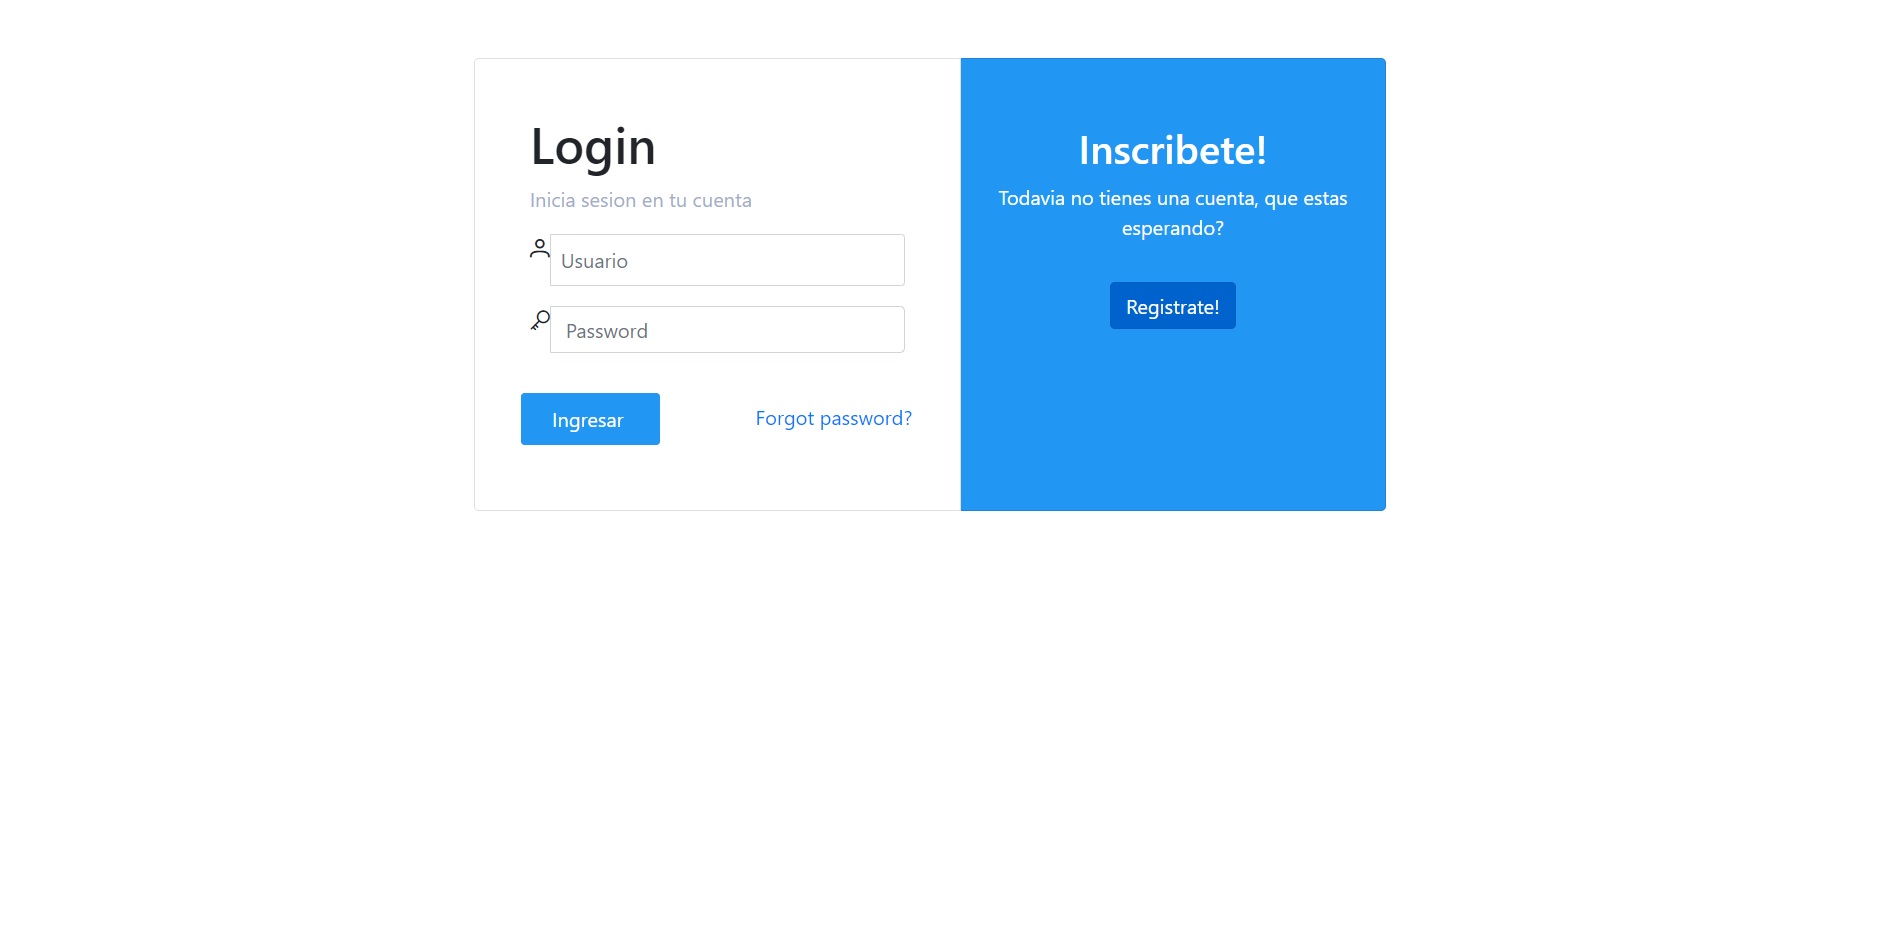 Login
Inicia sesion en tu cuenta
Usuario
Password
Ingresar
Forgot password?
Inscribete!
Todavia no tienes una cuenta, que estas
esperando?
Registrate!